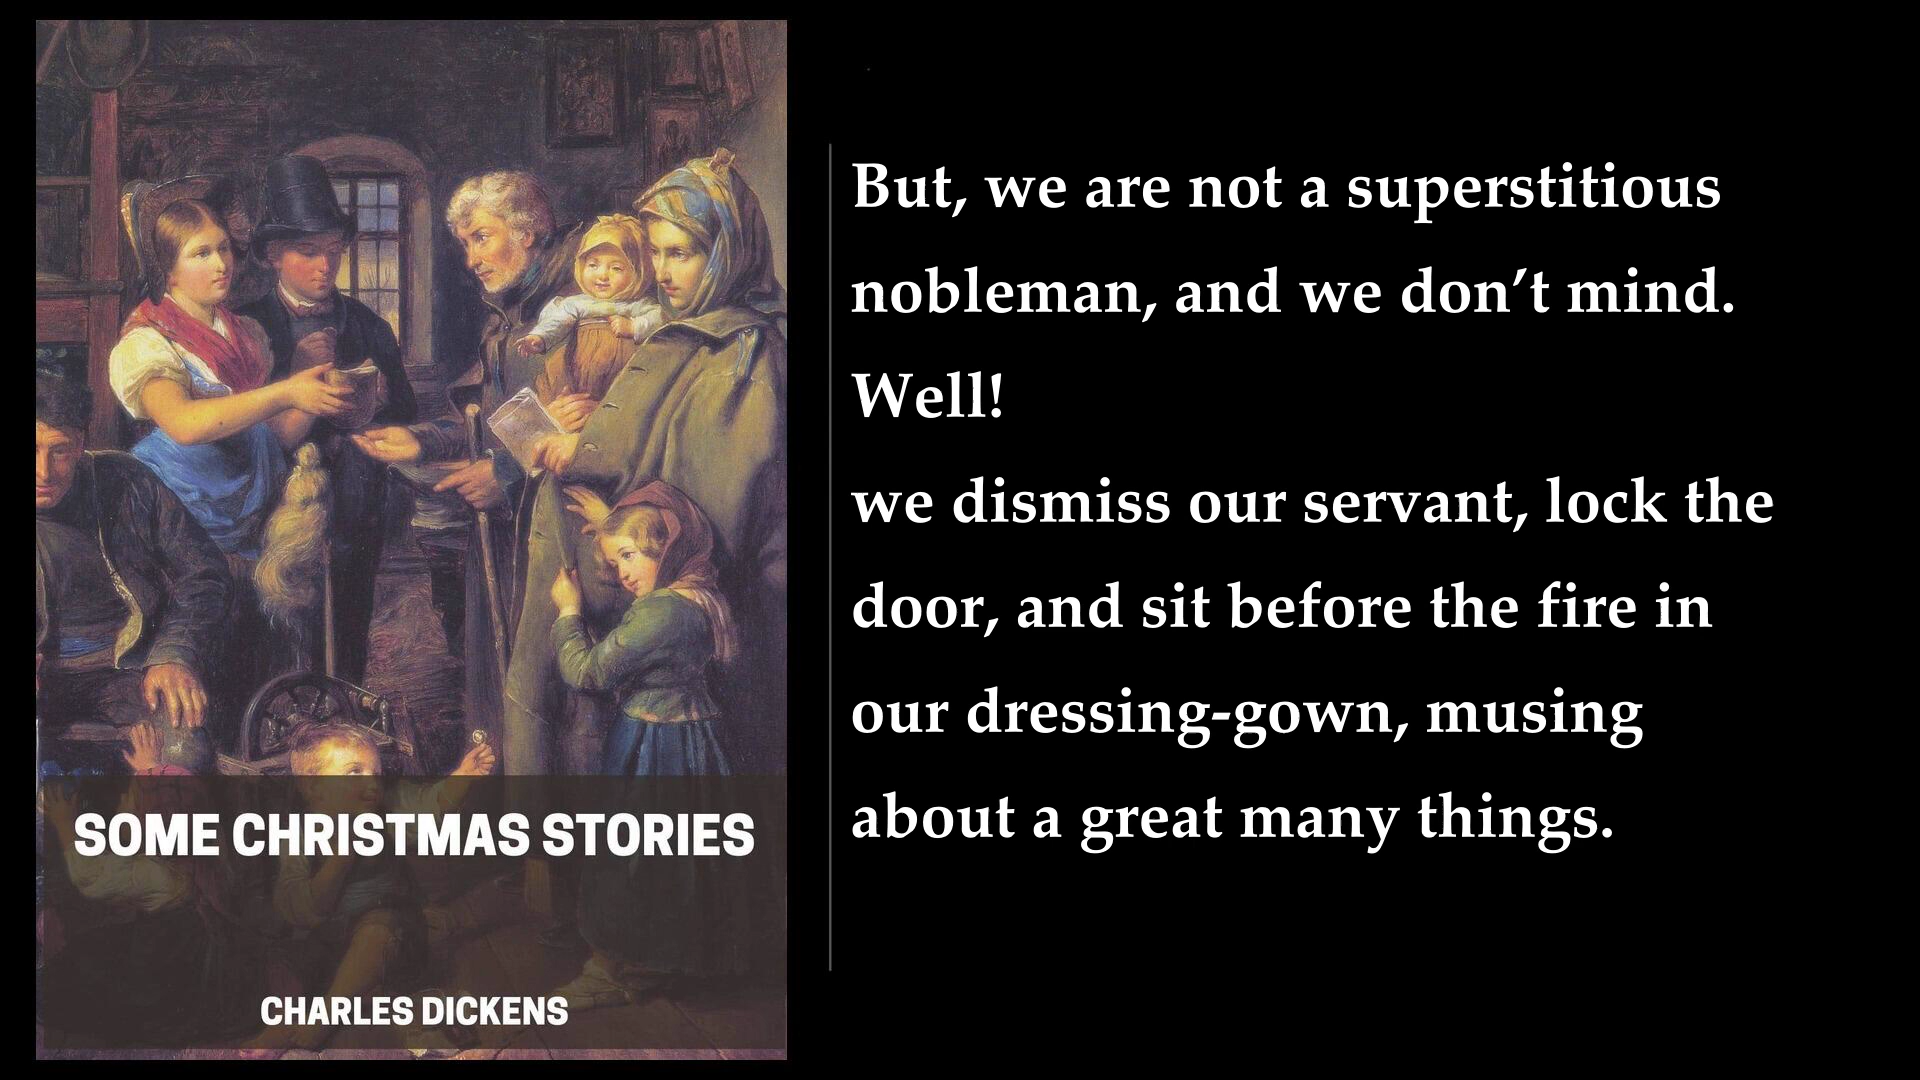 SOME CHRISTMAS STORIES
CHARLES DICKENS
But, we are not a superstitious
nobleman, and we don’t mind.
Well!
we dismiss our servant, lock the
door, and sit before the fire in
our dressing-gown, musing
about a great many things.